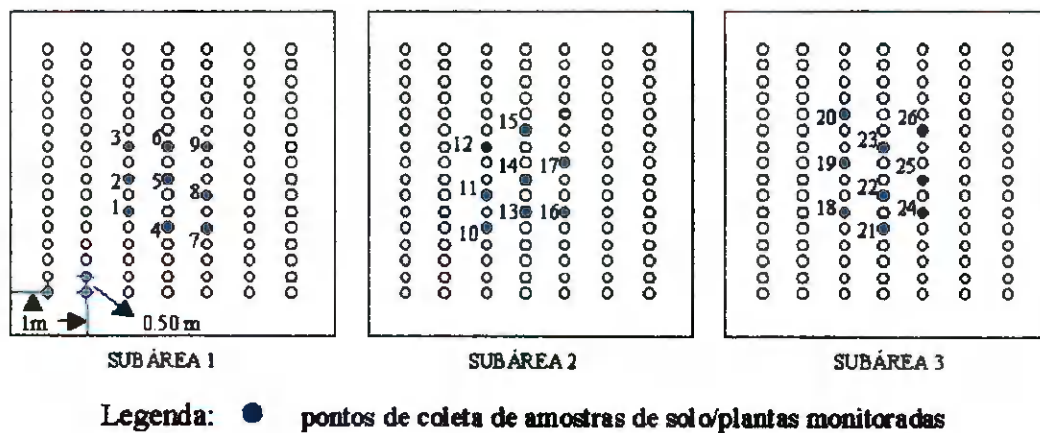 3 6 9
2 5 8
1 4 7
1m 0.50 m
15
12 14 17
11 13 16
10
20 26
23
19 25
22
18 24
21
SUBÁREA 1 SUBÁREA 2 SUBÁREA 3
Legenda: pontos de coleta de amostras de solo/plantas monitoradas